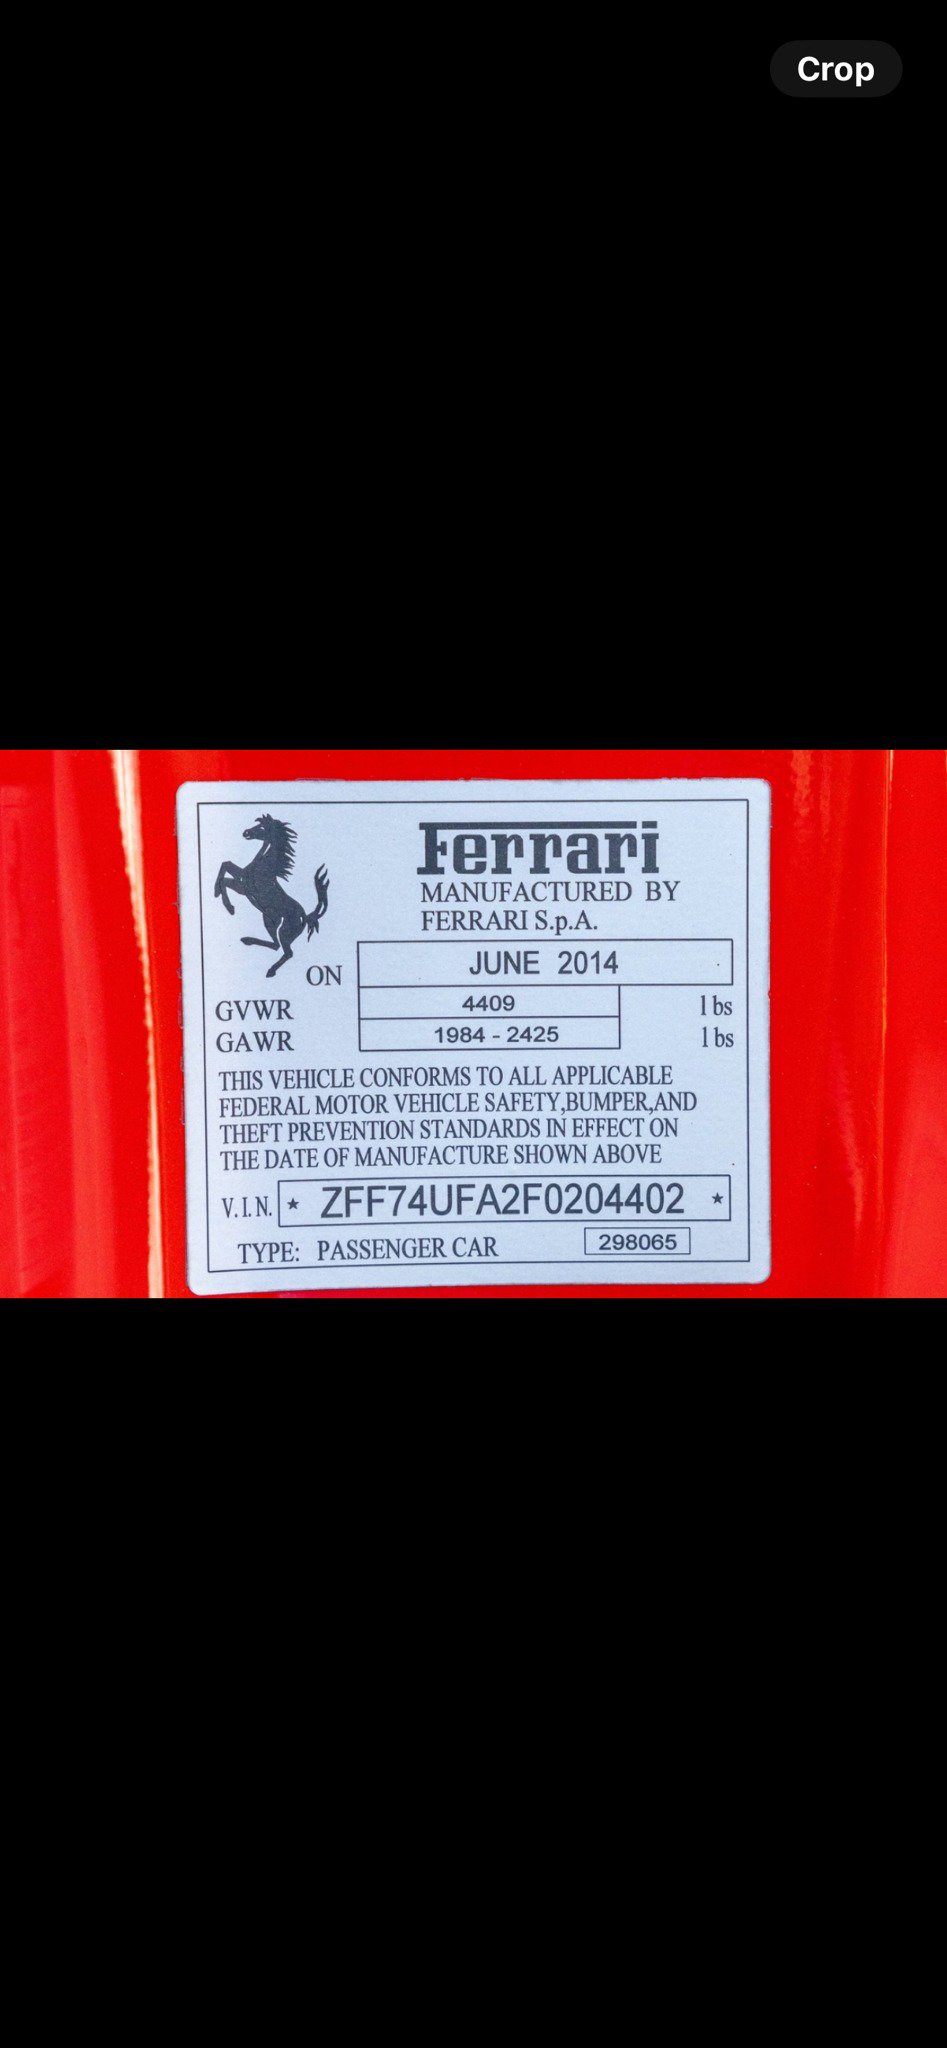 Crop
Ferrari
MANUFACTURED BY
FERRARI S.p.A.
ON JUNE 2014
GVWR 4409 lbs
GAWR 1984 - 2425 lbs
THIS VEHICLE CONFORMS TO ALL APPLICABLE
FEDERAL MOTOR VEHICLE SAFETY,BUMPER,AND
THEFT PREVENTION STANDARDS IN EFFECT ON
THE DATE OF MANUFACTURE SHOWN ABOVE
V.I.N. * ZFF74UFA2F0204402 *
TYPE: PASSENGER CAR 298065